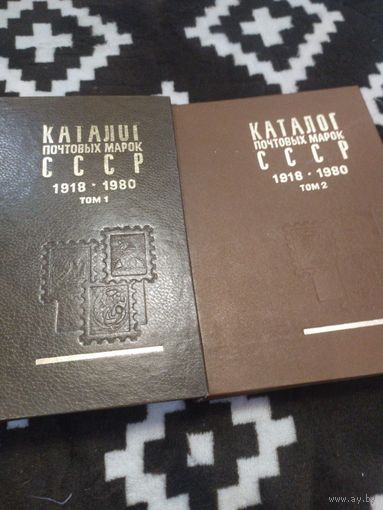 КАТАЛОГ
ПОЧТОВЫХ МАРОК
СССР
1918 • 1980
ТОМ 1
КАТАЛОГ
ПОЧТОВЫХ МАРОК
СССР
1918 • 1980
ТОМ 2
www.ay.by